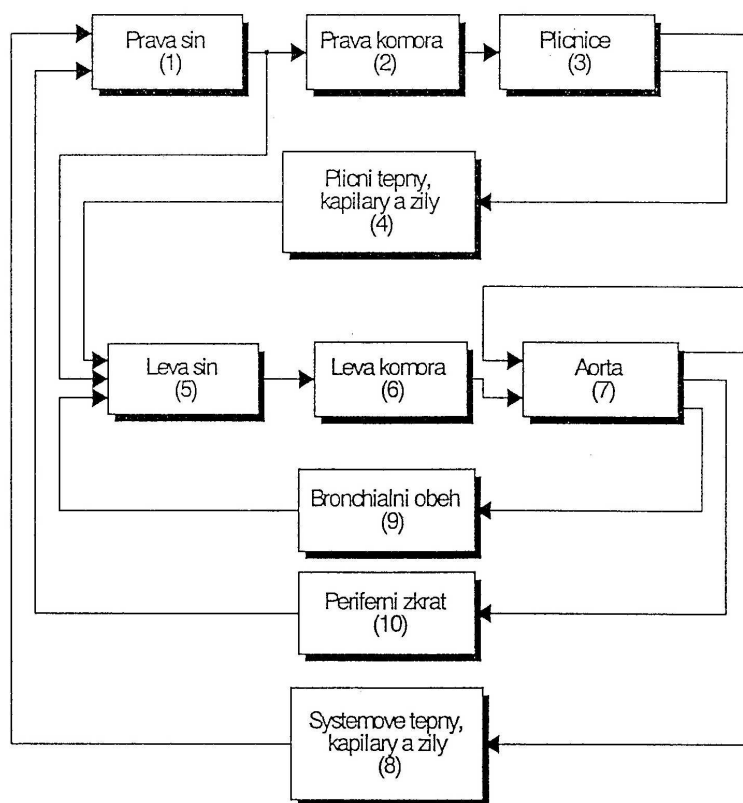 Prava sin
(1)
Prava komora
(2)
Plicnice
(3)
Plicni tepny,
kapilary a zily
(4)
Leva sin
(5)
Leva komora
(6)
Aorta
(7)
Bronchialni obeh
(9)
Periferni zkrat
(10)
Systemove tepny,
kapilary a zily
(8)